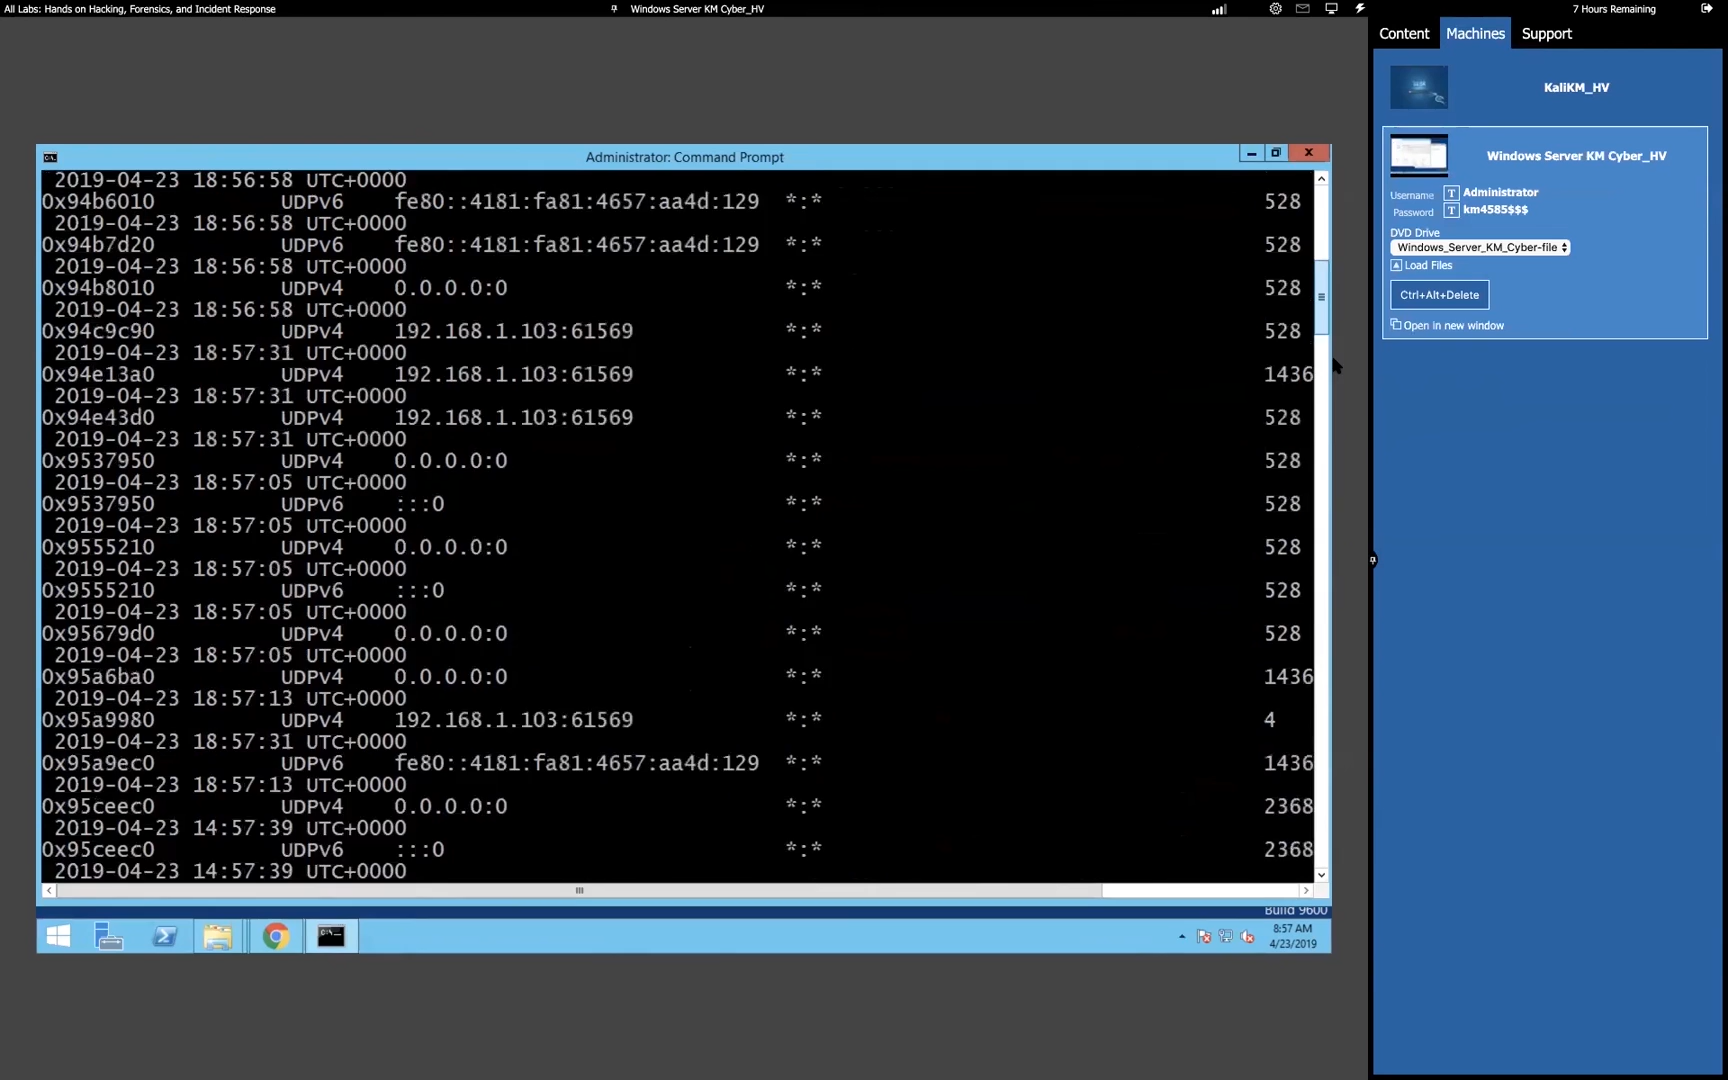 All Labs: Hands on Hacking, Forensics, and Incident Response
Windows Server KM Cyber_HV
7 Hours Remaining
Content Machines Support
KaliKM_HV
Windows Server KM Cyber_HV
Username T Administrator
Password T km4585$$$
DVD Drive
Windows_Server_KM_Cyber-file
Load Files
Ctrl+Alt+Delete
Open in new window
Administrator: Command Prompt
2019-04-23 18:56:58 UTC+0000
0x94b6010 UDPv6 fe80::4181:fa81:4657:aa4d:129 *:* 528
2019-04-23 18:56:58 UTC+0000
0x94b7d20 UDPv6 fe80::4181:fa81:4657:aa4d:129 *:* 528
2019-04-23 18:56:58 UTC+0000
0x94b8010 UDPv4 0.0.0.0:0 *:* 528
2019-04-23 18:56:58 UTC+0000
0x94c9c90 UDPv4 192.168.1.103:61569 *:* 528
2019-04-23 18:57:31 UTC+0000
0x94e13a0 UDPv4 192.168.1.103:61569 *:* 1436
2019-04-23 18:57:31 UTC+0000
0x94e43d0 UDPv4 192.168.1.103:61569 *:* 528
2019-04-23 18:57:31 UTC+0000
0x9537950 UDPv4 0.0.0.0:0 *:* 528
2019-04-23 18:57:05 UTC+0000
0x9537950 UDPv6 :::0 *:* 528
2019-04-23 18:57:05 UTC+0000
0x9555210 UDPv4 0.0.0.0:0 *:* 528
2019-04-23 18:57:05 UTC+0000
0x9555210 UDPv6 :::0 *:* 528
2019-04-23 18:57:05 UTC+0000
0x95679d0 UDPv4 0.0.0.0:0 *:* 528
2019-04-23 18:57:05 UTC+0000
0x95a6ba0 UDPv4 0.0.0.0:0 *:* 1436
2019-04-23 18:57:13 UTC+0000
0x95a9980 UDPv4 192.168.1.103:61569 *:* 4
2019-04-23 18:57:31 UTC+0000
0x95a9ec0 UDPv6 fe80::4181:fa81:4657:aa4d:129 *:* 1436
2019-04-23 18:57:13 UTC+0000
0x95ceec0 UDPv4 0.0.0.0:0 *:* 2368
2019-04-23 14:57:39 UTC+0000
0x95ceec0 UDPv6 :::0 *:* 2368
2019-04-23 14:57:39 UTC+0000
Build 9600
8:57 AM
4/23/2019